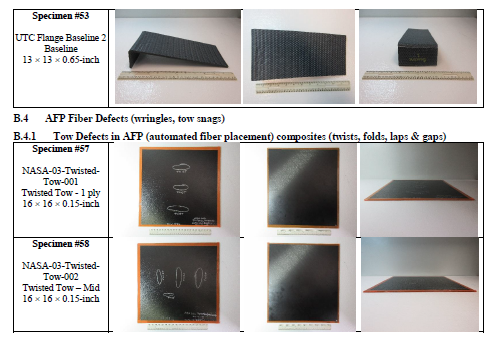 Specimen #53
UTC Flange Baseline 2
Baseline
13 × 13 × 0.65-inch
B.4 AFP Fiber Defects (wringles, tow snags)
B.4.1 Tow Defects in AFP (automated fiber placement) composites (twists, folds, laps & gaps)
Specimen #57
NASA-03-Twisted-
Tow-001
Twisted Tow - 1 ply
16 × 16 × 0.15-inch
Specimen #58
NASA-03-Twisted-
Tow-002
Twisted Tow – Mid
16 × 16 × 0.15-inch